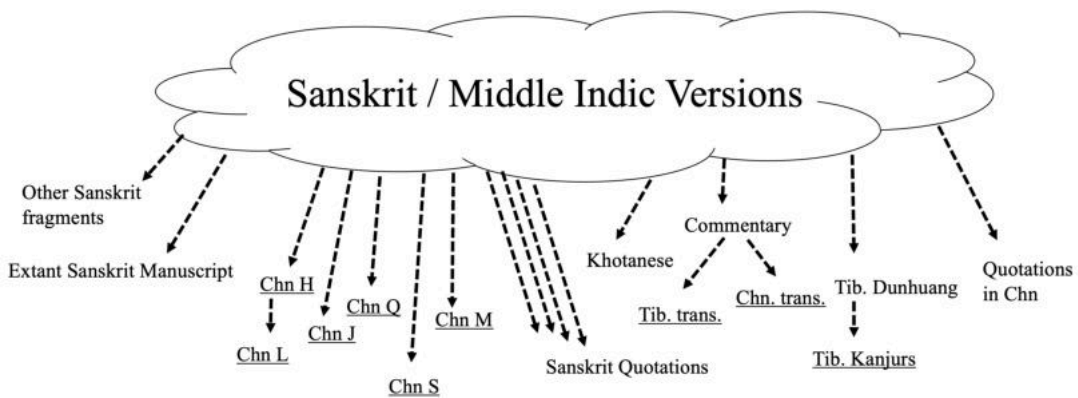 Sanskrit / Middle Indic Versions
Other Sanskrit
fragments
Extant Sanskrit Manuscript
Chn H
Chn L
Chn J
Chn Q
Chn S
Chn M
Sanskrit Quotations
Khotanese
Commentary
Tib. trans.
Chn. trans.
Tib. Dunhuang
Tib. Kanjurs
Quotations
in Chn